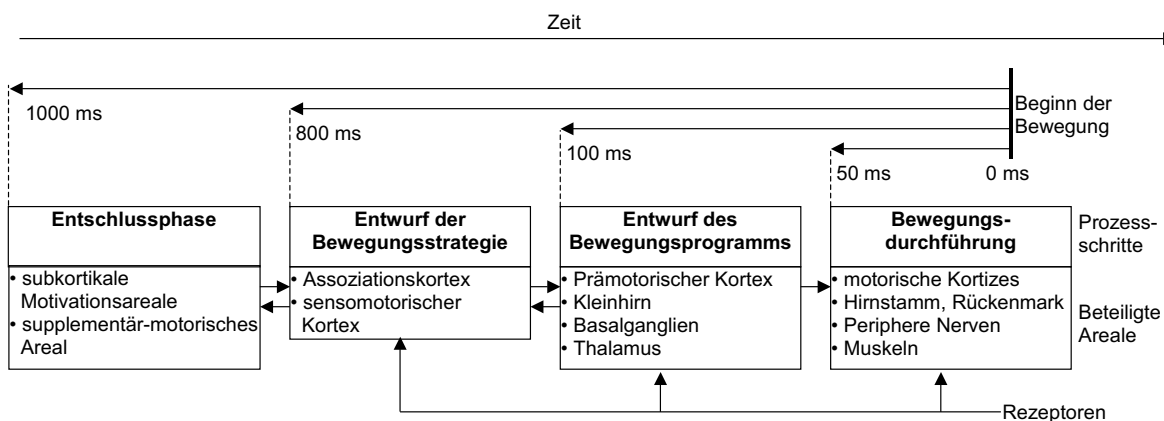 Zeit
1000 ms
800 ms
100 ms
50 ms
0 ms
Beginn der
Bewegung
Entschlussphase
• subkortikale
Motivationsareale
• supplementär-motorisches
Areal
Entwurf der
Bewegungsstrategie
• Assoziationskortex
• sensomotorischer
Kortex
Entwurf des
Bewegungsprogramms
• Prämotorischer Kortex
• Kleinhirn
• Basalganglien
• Thalamus
Bewegungs-
durchführung
• motorische Kortizes
• Hirnstamm, Rückenmark
• Periphere Nerven
• Muskeln
Prozess-
schritte
Beteiligte
Areale
Rezeptoren